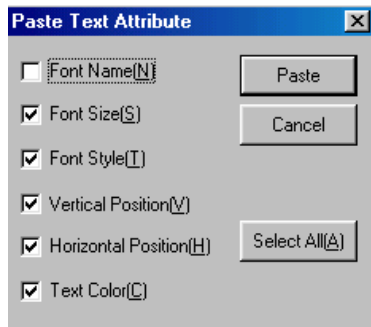 Paste Text Attribute
Font Name(N)
Paste
Font Size(S)
Cancel
Font Style(T)
Vertical Position(V)
Horizontal Position(H)
Select All(A)
Text Color(C)